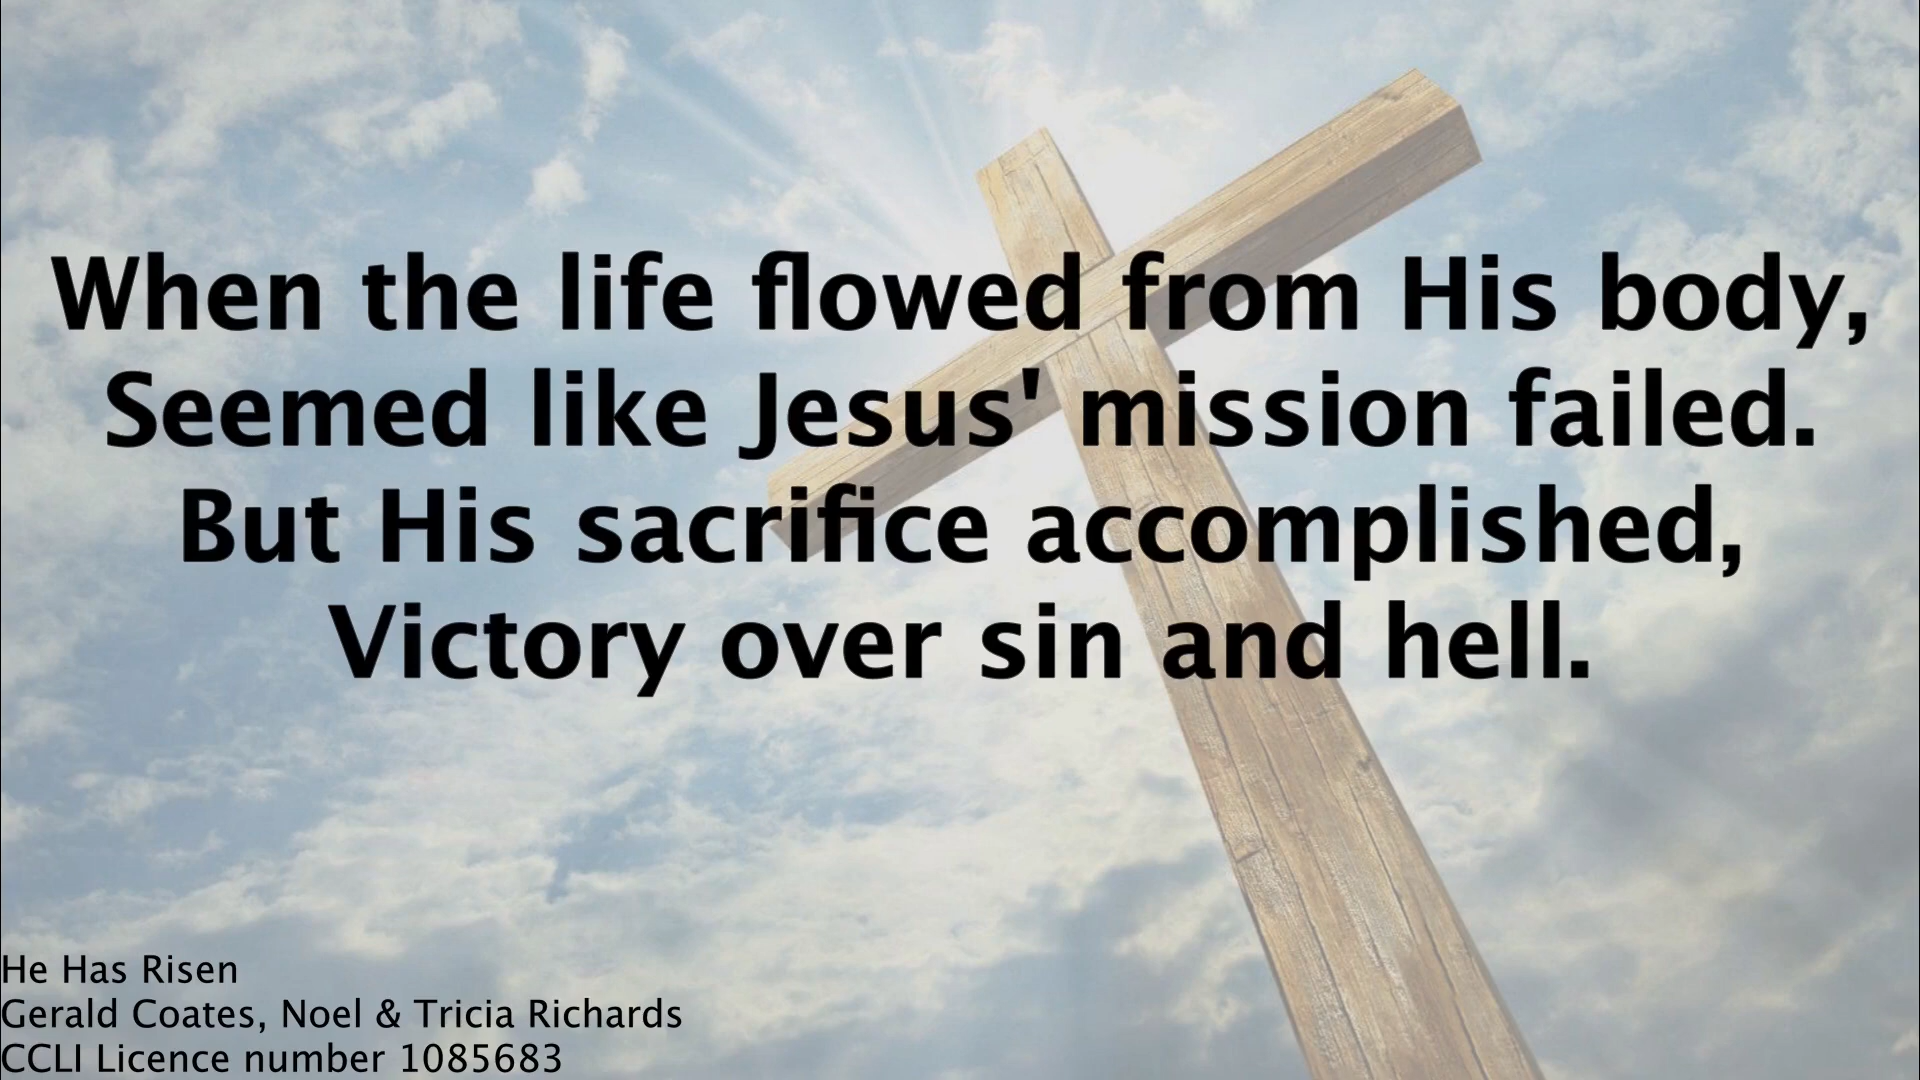 When the life flowed from His body,
Seemed like Jesus' mission failed.
But His sacrifice accomplished,
Victory over sin and hell.
He Has Risen
Gerald Coates, Noel & Tricia Richards
CCLI Licence number 1085683